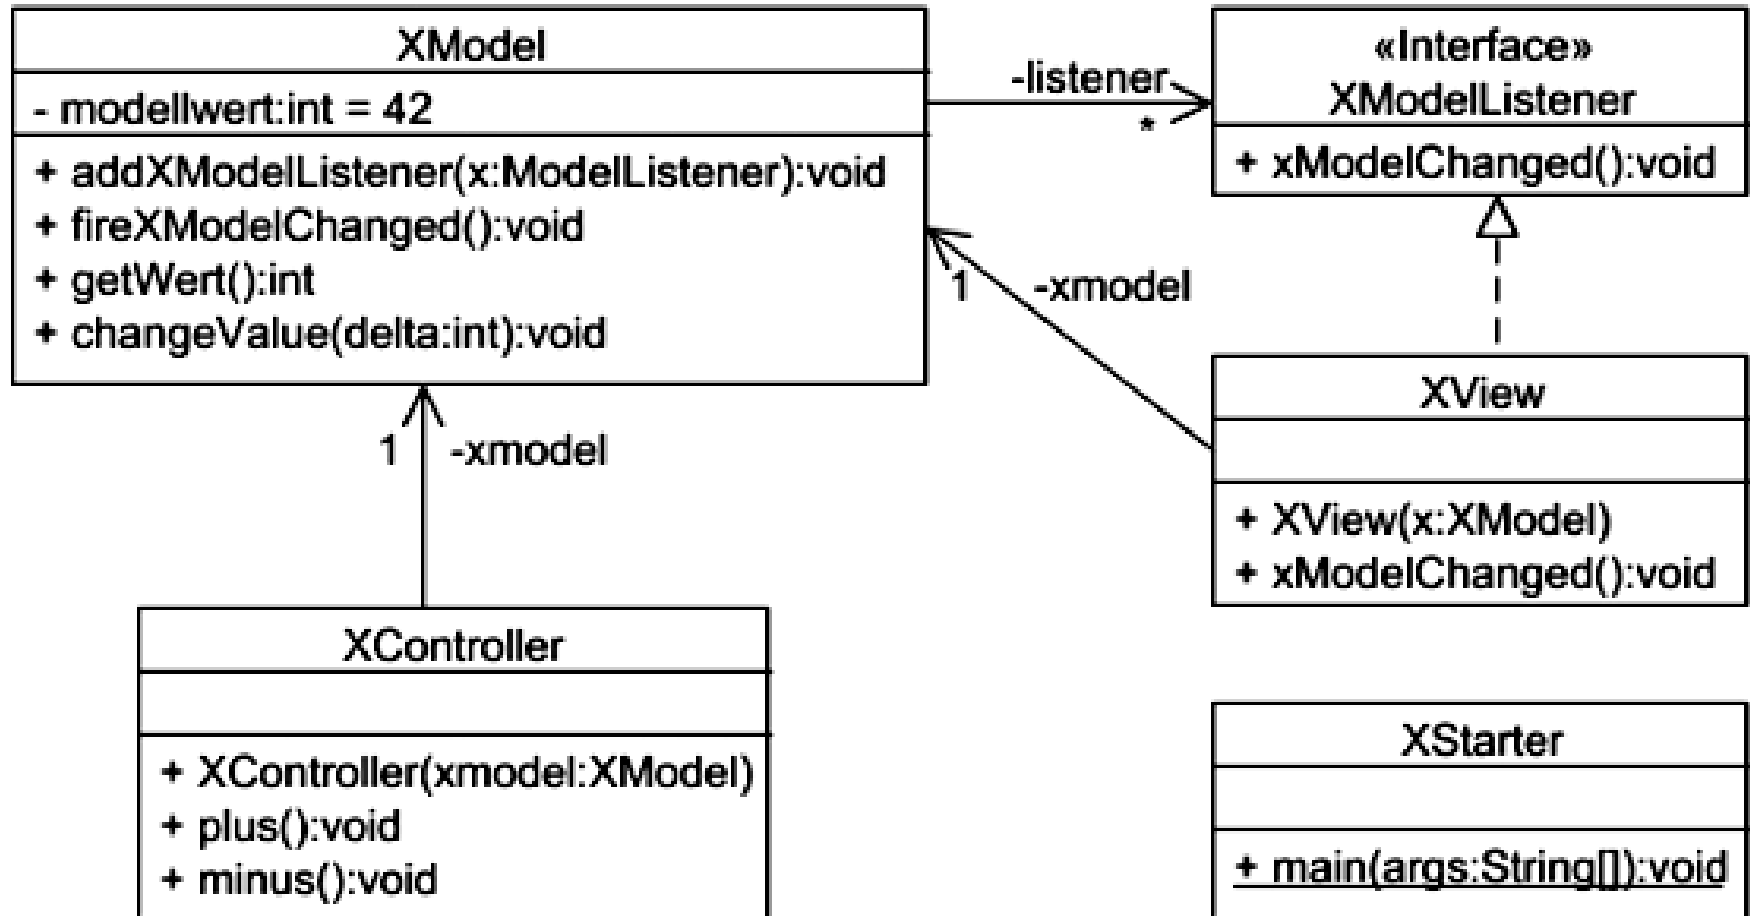 XModel
- modellwert:int = 42
+ addXModelListener(x:ModelListener):void
+ fireXModelChanged():void
+ getWert():int
+ changeValue(delta:int):void
-listener
*
«Interface»
XModelListener
+ xModelChanged():void
1
-xmodel
XView
+ XView(x:XModel)
+ xModelChanged():void
1
-xmodel
XController
+ XController(xmodel:XModel)
+ plus():void
+ minus():void
XStarter
+ main(args:String[]):void